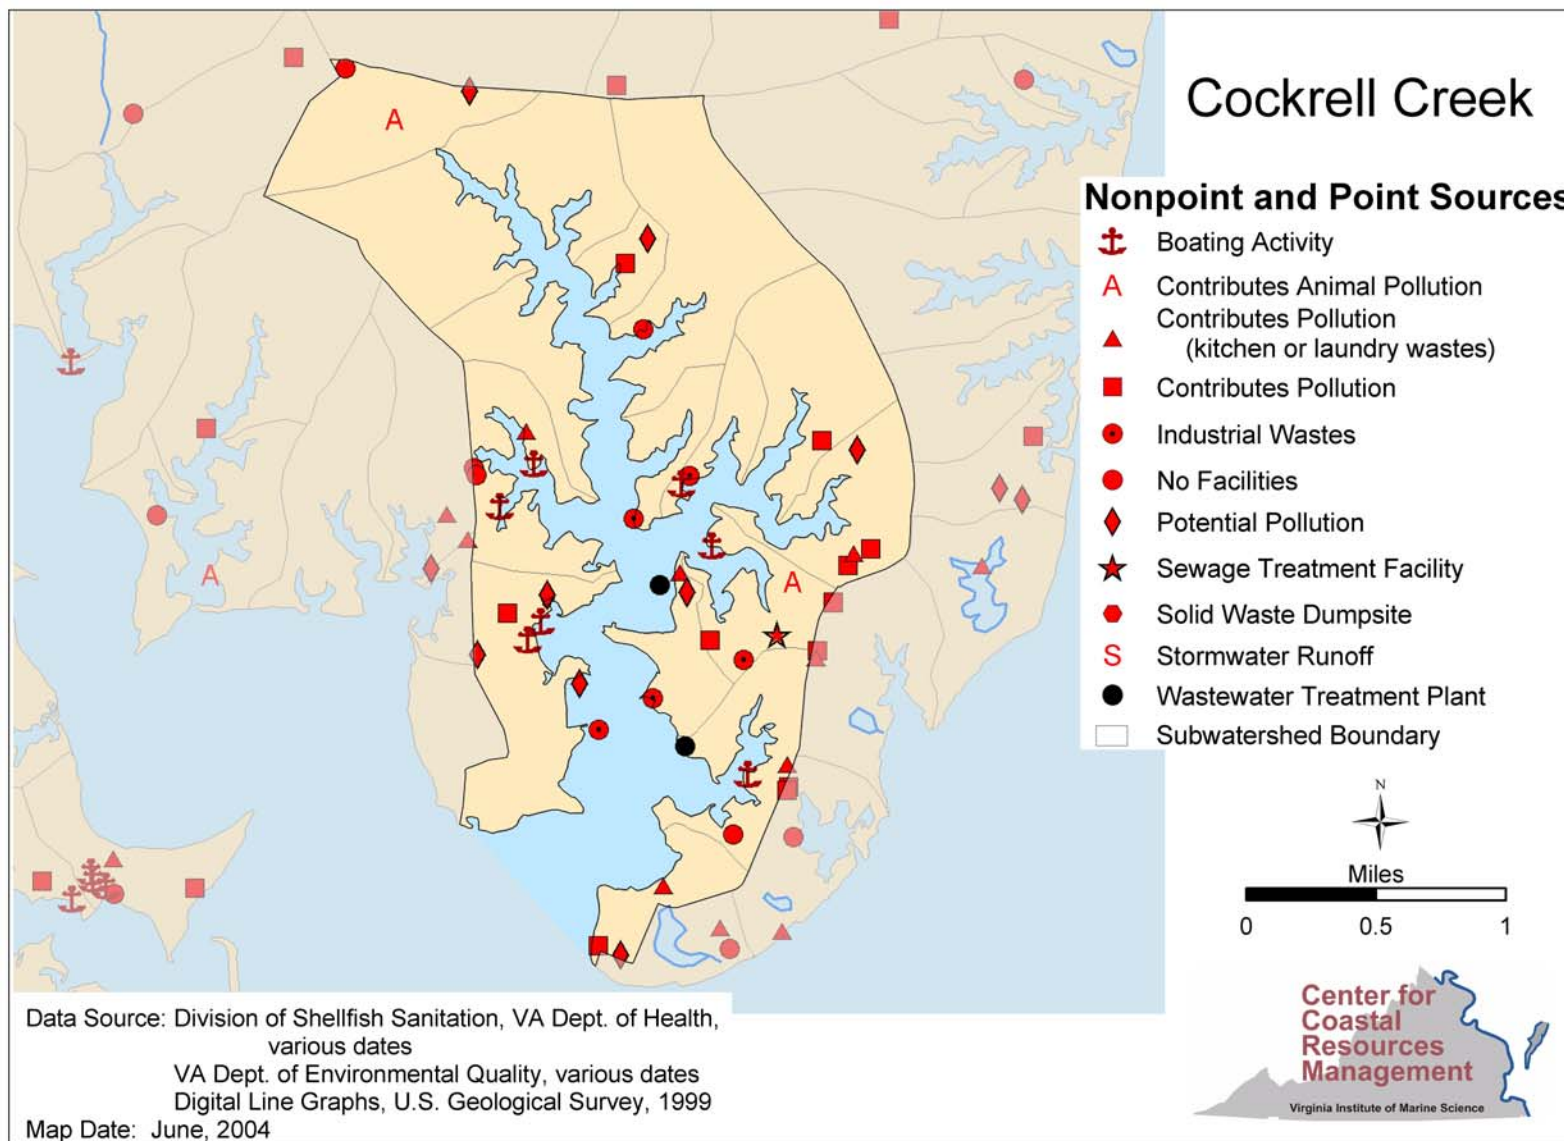 Cockrell Creek
Nonpoint and Point Sources
Boating Activity
A Contributes Animal Pollution
Contributes Pollution
(kitchen or laundry wastes)
Contributes Pollution
Industrial Wastes
No Facilities
Potential Pollution
Sewage Treatment Facility
Solid Waste Dumpsite
S Stormwater Runoff
Wastewater Treatment Plant
Subwatershed Boundary
A
A
A
N
Miles
0 0.5 1
Center for
Coastal
Resources
Management
Virginia Institute of Marine Science
Data Source: Division of Shellfish Sanitation, VA Dept. of Health,
various dates
VA Dept. of Environmental Quality, various dates
Digital Line Graphs, U.S. Geological Survey, 1999
Map Date: June, 2004